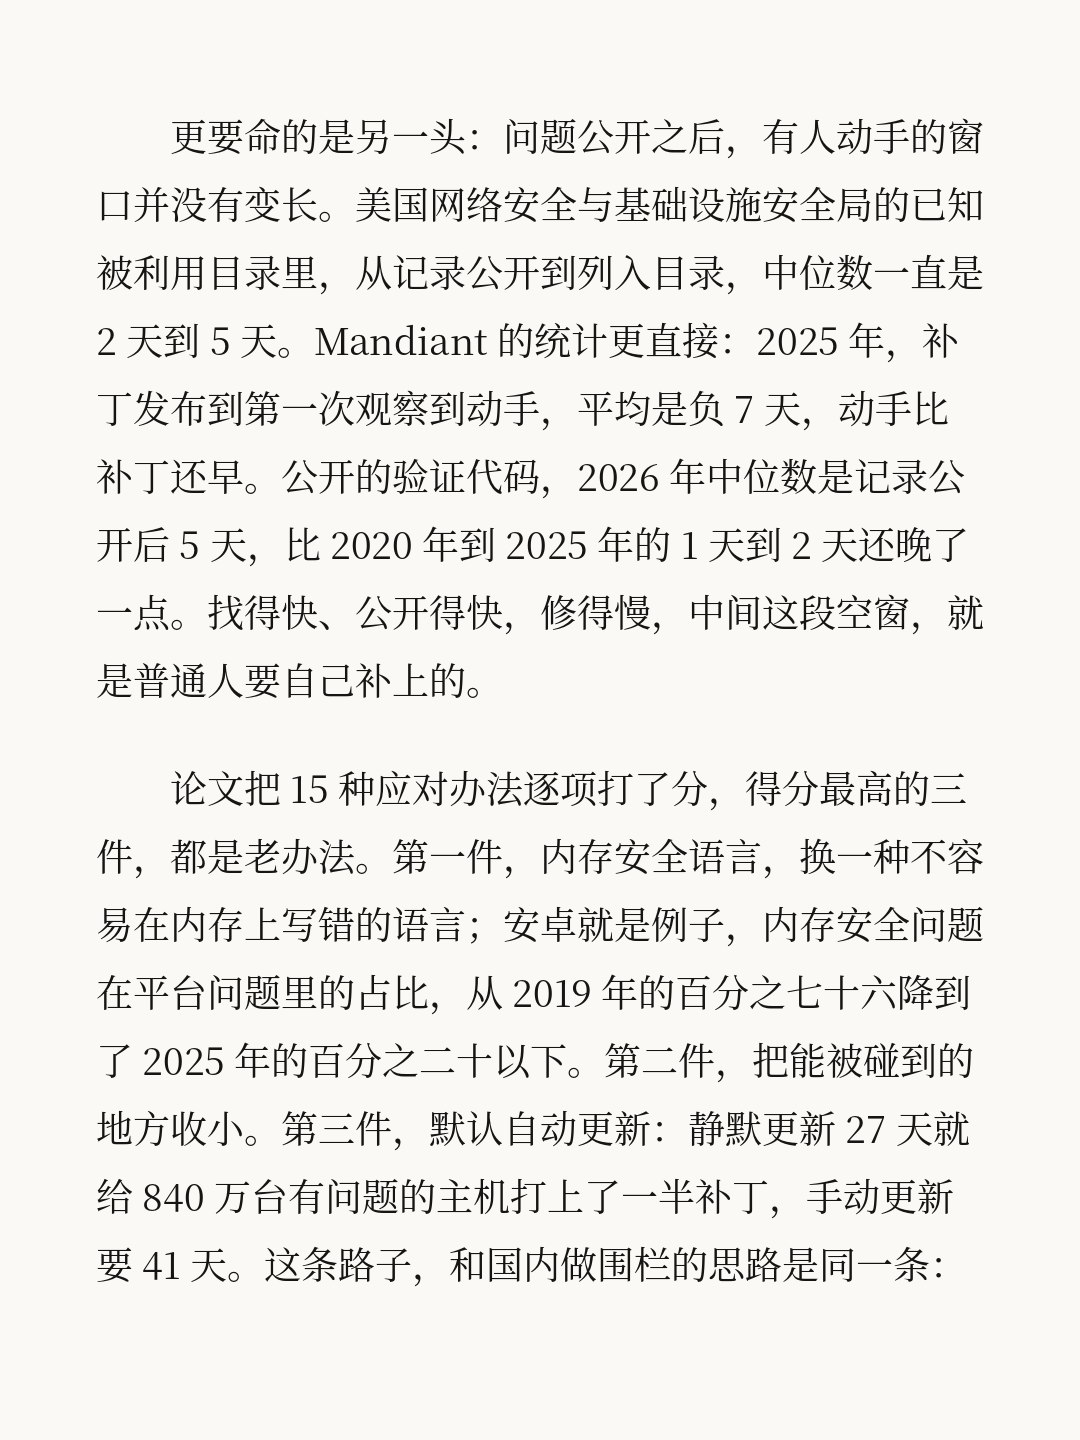 更要命的是另一头：问题公开之后，有人动手的窗
口并没有变长。美国网络安全与基础设施安全局的已知
被利用目录里，从记录公开到列入目录，中位数一直是
2 天到 5 天。Mandiant 的统计更直接：2025 年，补
丁发布到第一次观察到动手，平均是负 7 天，动手比
补丁还早。公开的验证代码，2026 年中位数是记录公
开后 5 天，比 2020 年到 2025 年的 1 天到 2 天还晚了
一点。找得快、公开得快，修得慢，中间这段空窗，就
是普通人要自己补上的。
论文把 15 种应对办法逐项打了分，得分最高的三
件，都是老办法。第一件，内存安全语言，换一种不容
易在内存上写错的语言；安卓就是例子，内存安全问题
在平台问题里的占比，从 2019 年的百分之七十六降到
了 2025 年的百分之二十以下。第二件，把能被碰到的
地方收小。第三件，默认自动更新：静默更新 27 天就
给 840 万台有问题的主机打上了一半补丁，手动更新
要 41 天。这条路子，和国内做围栏的思路是同一条：